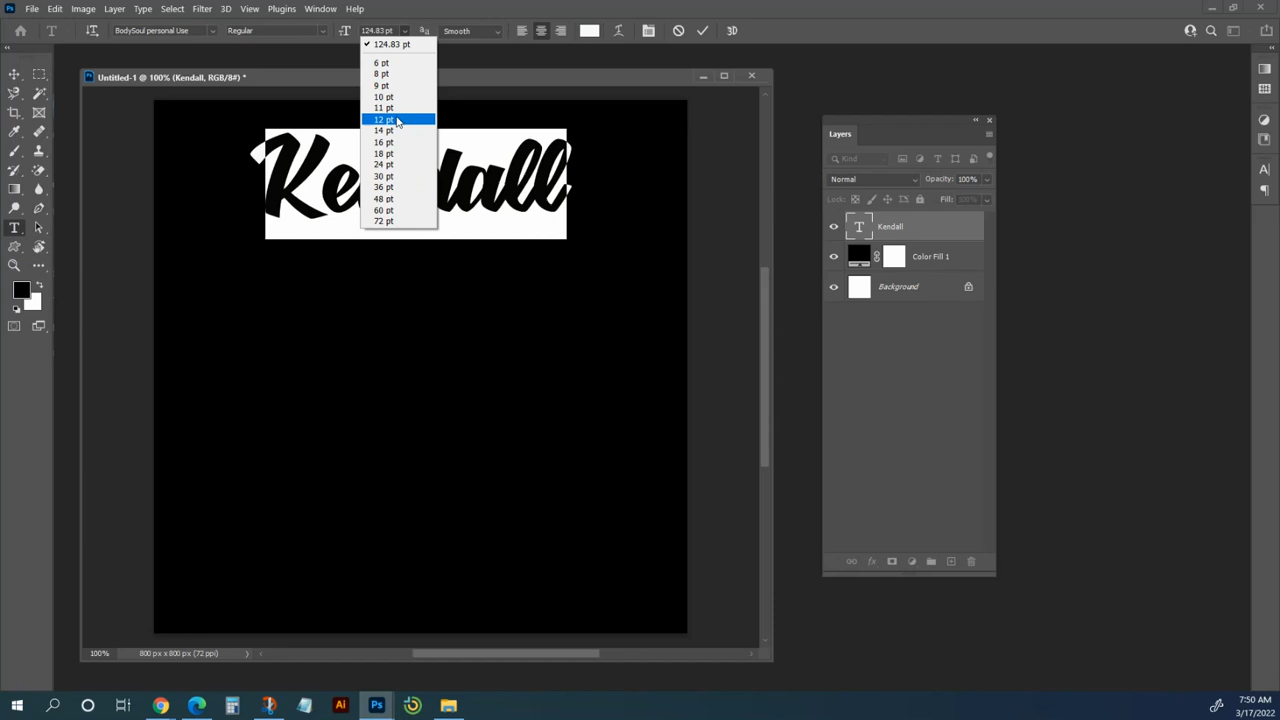 File Edit Image Layer Type Select Filter 3D View Plugins Window Help
BodySoul personal Use Regular 124.83 pt Smooth 3D
124.83 pt
6 pt
8 pt
9 pt
10 pt
11 pt
12 pt
14 pt
16 pt
18 pt
24 pt
30 pt
36 pt
48 pt
60 pt
72 pt
Untitled-1 @ 100% (Kendall, RGB/8#) *
Kendall
100% 800 px x 800 px (72 ppi)
Layers
Kind
Normal Opacity: 100%
Lock: Fill: 100%
Kendall
Color Fill 1
Background
Ai Ps
7:50 AM
3/17/2022